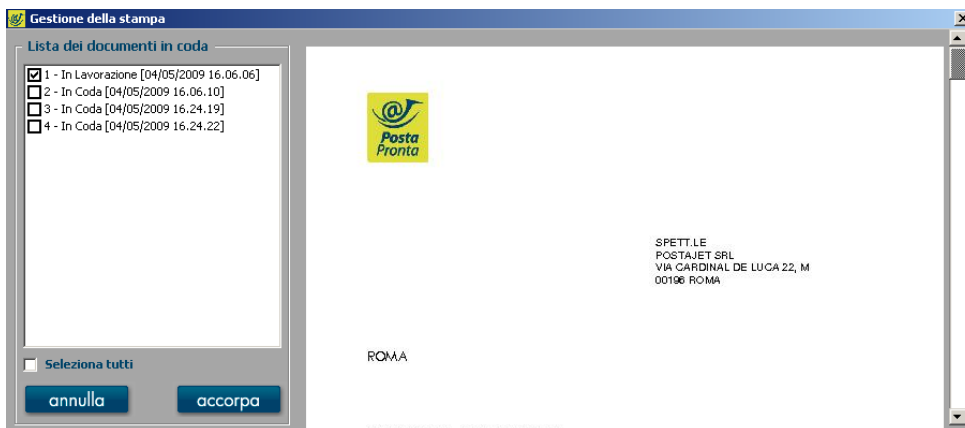 Gestione della stampa
Lista dei documenti in coda
1 - In Lavorazione [04/05/2009 16.06.06]
2 - In Coda [04/05/2009 16.06.10]
3 - In Coda [04/05/2009 16.24.19]
4 - In Coda [04/05/2009 16.24.22]
Seleziona tutti
annulla
accorpa
@
Posta
Pronta
SPETT.LE
POSTAJET SRL
VIA CARDINAL DE LUCA 22, M
00196 ROMA
ROMA